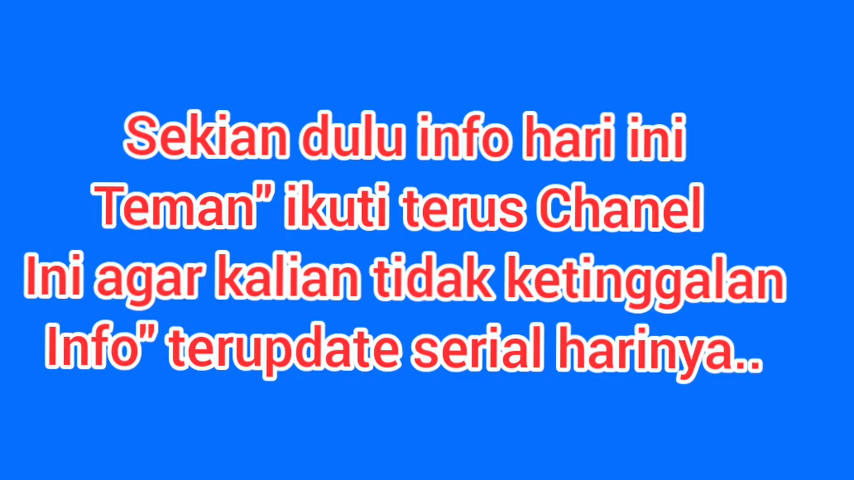 Sekian dulu info hari ini
Teman" ikuti terus Chanel
Ini agar kalian tidak ketinggalan
Info" terupdate serial harinya..